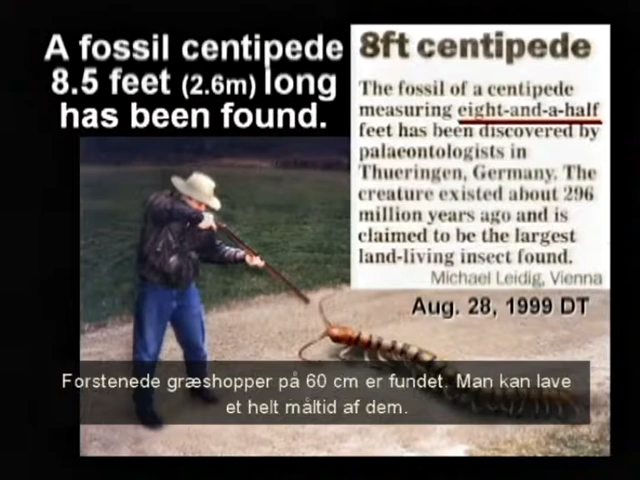 A fossil centipede
8.5 feet (2.6m) long
has been found.
8ft centipede
The fossil of a centipede
measuring eight-and-a-half
feet has been discovered by
palaeontologists in
Thueringen, Germany. The
creature existed about 296
million years ago and is
claimed to be the largest
land-living insect found.
Michael Leidig, Vienna
Aug. 28, 1999 DT
Forstenede græshopper på 60 cm er fundet. Man kan lave
et helt måltid af dem.